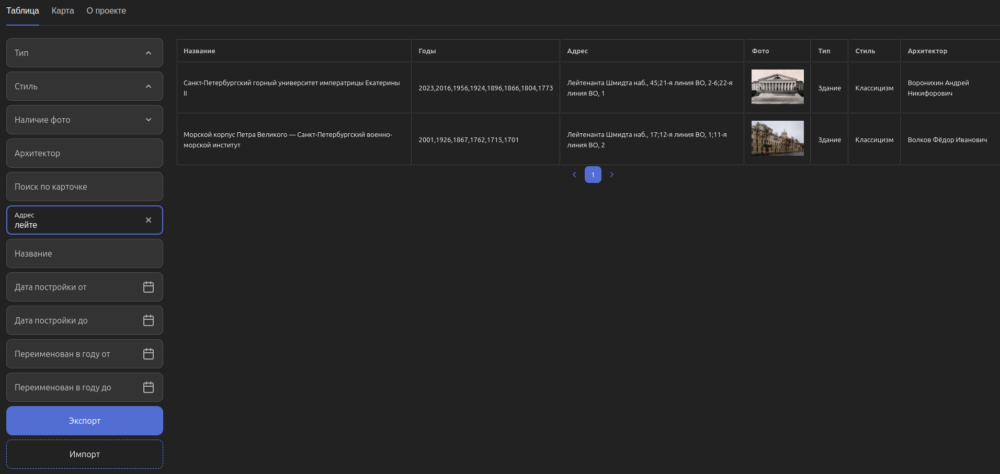 Таблица Карта О проекте
Тип
Стиль
Наличие фото
Архитектор
Поиск по карточке
Адрес
лейте
Название
Дата постройки от
Дата постройки до
Переименован в году от
Переименован в году до
Экспорт
Импорт
Название Годы Адрес Фото Тип Стиль Архитектор
Санкт-Петербургский горный университет императрицы Екатерины
II
2023,2016,1956,1924,1896,1866,1804,1773
Лейтенанта Шмидта наб., 45;21-я линия ВО, 2-6;22-я
линия ВО, 1
Здание
Классицизм
Воронихин Андрей
Никифорович
Морской корпус Петра Великого — Санкт-Петербургский военно-
морской институт
2001,1926,1867,1762,1715,1701
Лейтенанта Шмидта наб., 17;12-я линия ВО, 1;11-я
линия ВО, 2
Здание
Классицизм
Волков Фёдор Иванович
1